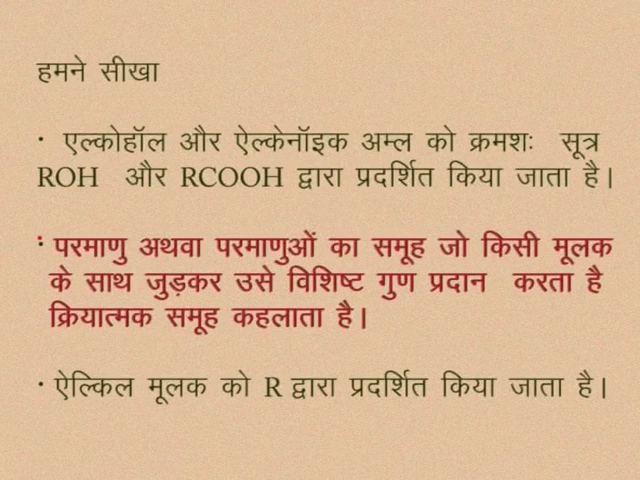 हमने सीखा
· एल्कोहॉल और ऐल्केनॉइक अम्ल को क्रमशः सूत्र
ROH और RCOOH द्वारा प्रदर्शित किया जाता है।
· परमाणु अथवा परमाणुओं का समूह जो किसी मूलक
के साथ जुड़कर उसे विशिष्ट गुण प्रदान करता है
क्रियात्मक समूह कहलाता है।
· ऐल्किल मूलक को R द्वारा प्रदर्शित किया जाता है।